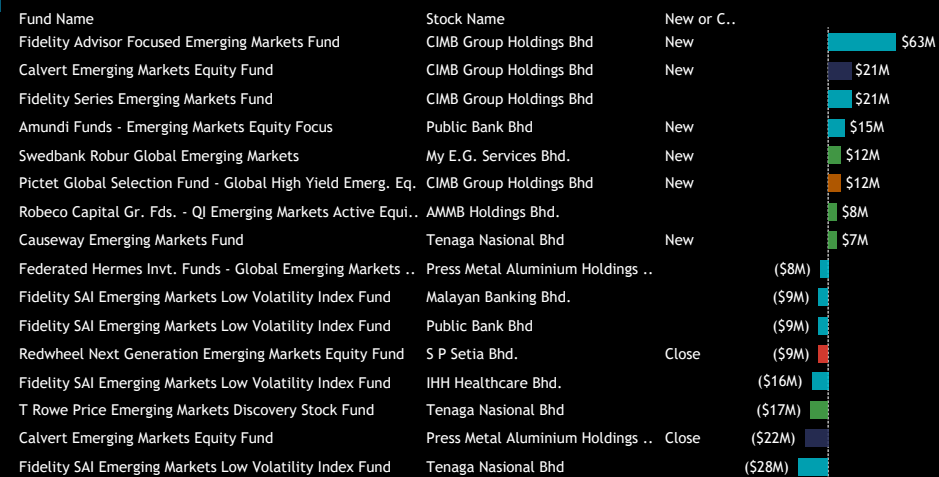 Fund Name Stock Name New or C..
Fidelity Advisor Focused Emerging Markets Fund CIMB Group Holdings Bhd New $63M
Calvert Emerging Markets Equity Fund CIMB Group Holdings Bhd New $21M
Fidelity Series Emerging Markets Fund CIMB Group Holdings Bhd $21M
Amundi Funds - Emerging Markets Equity Focus Public Bank Bhd New $15M
Swedbank Robur Global Emerging Markets My E.G. Services Bhd. New $12M
Pictet Global Selection Fund - Global High Yield Emerg. Eq. CIMB Group Holdings Bhd New $12M
Robeco Capital Gr. Fds. - QI Emerging Markets Active Equi.. AMMB Holdings Bhd. $8M
Causeway Emerging Markets Fund Tenaga Nasional Bhd New $7M
Federated Hermes Invt. Funds - Global Emerging Markets .. Press Metal Aluminium Holdings .. ($8M)
Fidelity SAI Emerging Markets Low Volatility Index Fund Malayan Banking Bhd. ($9M)
Fidelity SAI Emerging Markets Low Volatility Index Fund Public Bank Bhd ($9M)
Redwheel Next Generation Emerging Markets Equity Fund S P Setia Bhd. Close ($9M)
Fidelity SAI Emerging Markets Low Volatility Index Fund IHH Healthcare Bhd. ($16M)
T Rowe Price Emerging Markets Discovery Stock Fund Tenaga Nasional Bhd ($17M)
Calvert Emerging Markets Equity Fund Press Metal Aluminium Holdings .. Close ($22M)
Fidelity SAI Emerging Markets Low Volatility Index Fund Tenaga Nasional Bhd ($28M)